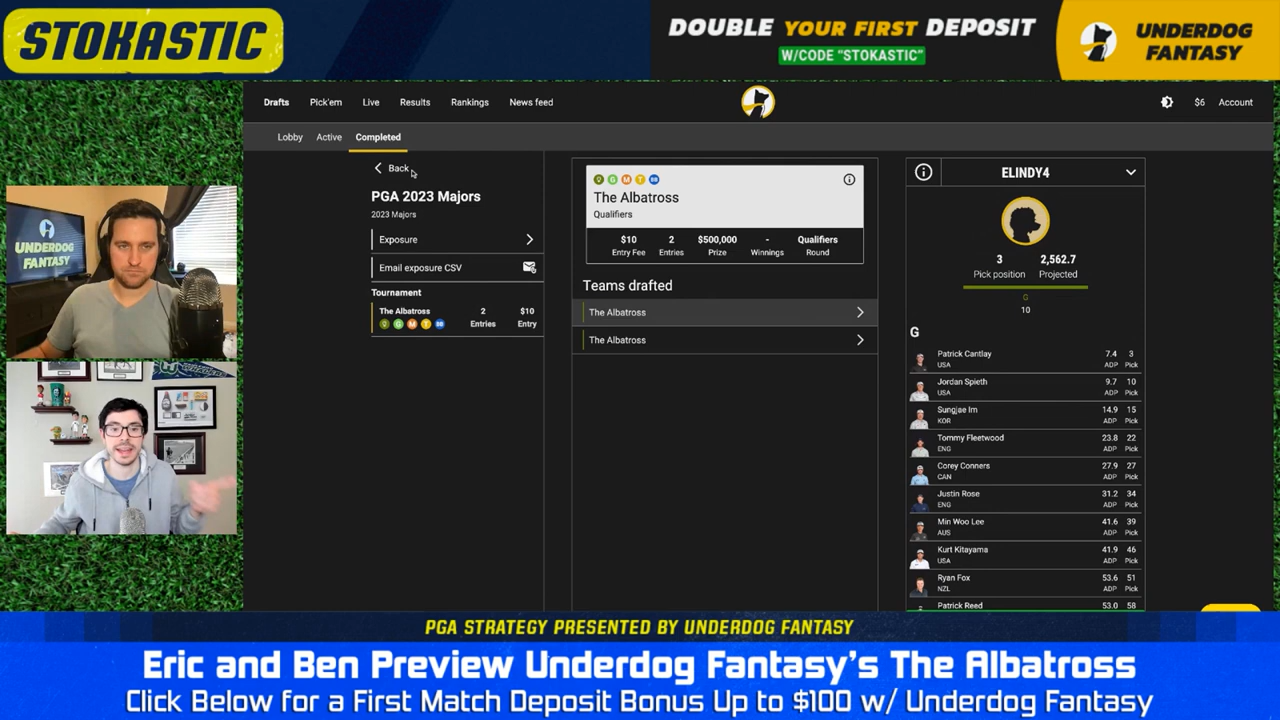 STOKASTIC
DOUBLE YOUR FIRST DEPOSIT
W/CODE "STOKASTIC"
UNDERDOG
FANTASY
Drafts Pick'em Live Results Rankings News feed
$6 Account
Lobby Active Completed
Back
PGA 2023 Majors
2023 Majors
Exposure
Email exposure CSV
Tournament
The Albatross 2 $10
Entries Entry
The Albatross
Qualifiers
$10 2 $500,000 - Qualifiers
Entry Fee Entries Prize Winnings Round
Teams drafted
The Albatross
The Albatross
ELINDY4
3 2,562.7
Pick position Projected
G
10
G
Patrick Cantlay 7.4 3
USA ADP Pick
Jordan Spieth 9.7 10
USA ADP Pick
Sungjae Im 14.9 15
KOR ADP Pick
Tommy Fleetwood 23.8 22
ENG ADP Pick
Corey Conners 27.9 27
CAN ADP Pick
Justin Rose 31.2 34
ENG ADP Pick
Min Woo Lee 41.6 39
AUS ADP Pick
Kurt Kitayama 41.9 46
USA ADP Pick
Ryan Fox 53.6 51
NZL ADP Pick
Patrick Reed 53.0 58
UNDERDOG
FANTASY
PGA STRATEGY PRESENTED BY UNDERDOG FANTASY
Eric and Ben Preview Underdog Fantasy's The Albatross
Click Below for a First Match Deposit Bonus Up to $100 w/ Underdog Fantasy